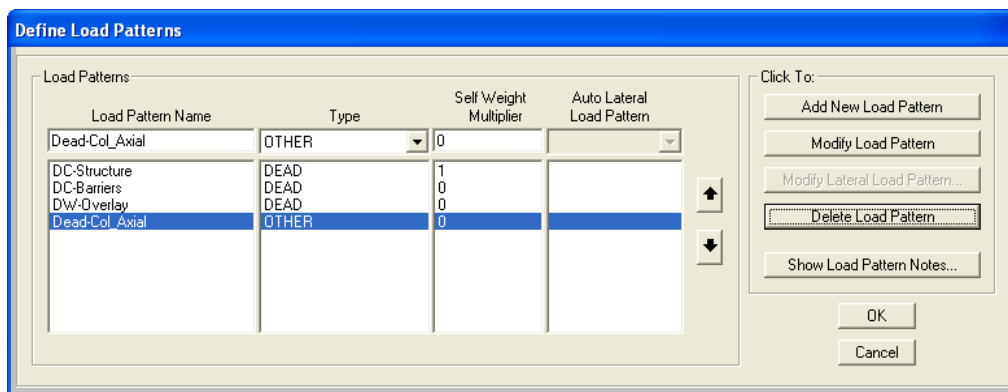 Define Load Patterns
Load Patterns
Click To:
Load Pattern Name Type Self Weight Multiplier Auto Lateral Load Pattern
Dead-Col_Axial OTHER 0
DC-Structure DEAD 1
DC-Barriers DEAD 0
DW-Overlay DEAD 0
Dead-Col_Axial OTHER 0
Add New Load Pattern
Modify Load Pattern
Modify Lateral Load Pattern...
Delete Load Pattern
Show Load Pattern Notes...
OK
Cancel